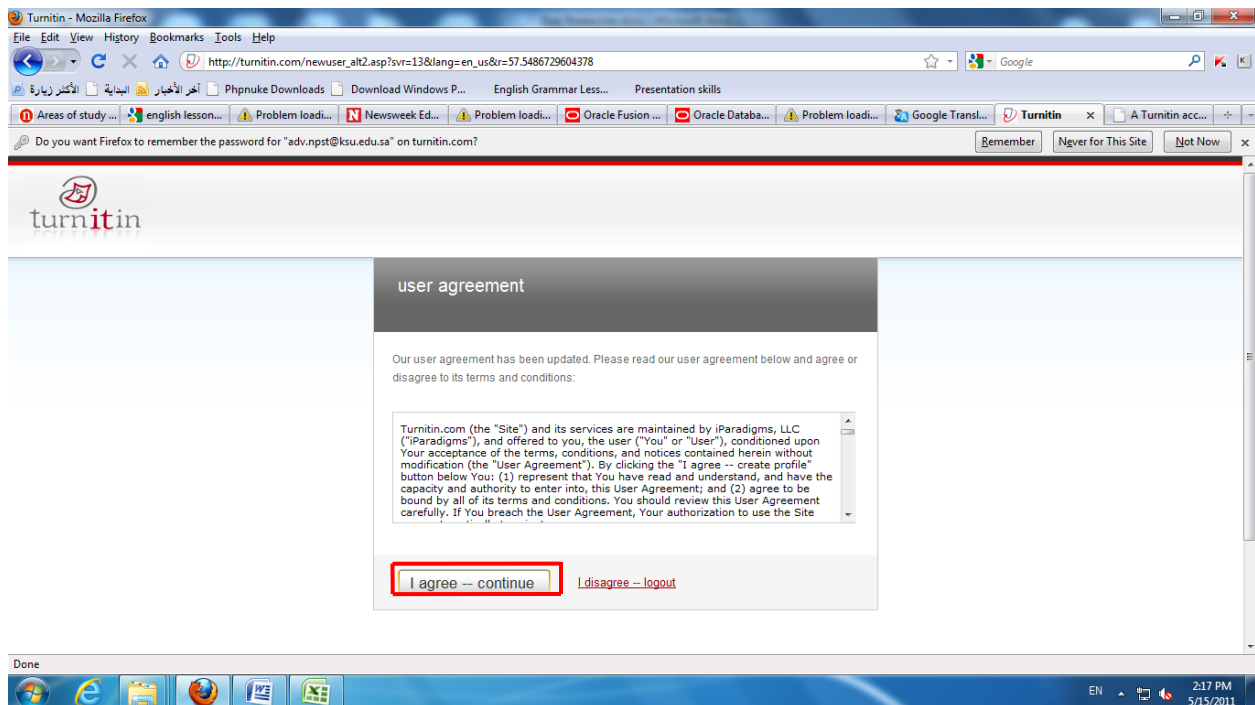 Turnitin - Mozilla Firefox
File Edit View History Bookmarks Tools Help
http://turnitin.com/newuser_alt2.asp?svr=13&lang=en_us&r=57.5486729604378
Google
الأكثر زيارة البداية آخر الأخبار Phpnuke Downloads Download Windows P... English Grammar Less... Presentation skills
Areas of study ... english lesson... Problem loadi... Newsweek Ed... Problem loadi... Oracle Fusion ... Oracle Databa... Problem loadi... Google Transl... Turnitin A Turnitin acc...
Do you want Firefox to remember the password for "adv.npst@ksu.edu.sa" on turnitin.com? Remember Never for This Site Not Now
turnitin
user agreement
Our user agreement has been updated. Please read our user agreement below and agree or
disagree to its terms and conditions:
Turnitin.com (the "Site") and its services are maintained by iParadigms, LLC
("iParadigms"), and offered to you, the user ("You" or "User"), conditioned upon
Your acceptance of the terms, conditions, and notices contained herein without
modification (the "User Agreement"). By clicking the "I agree -- create profile"
button below You: (1) represent that You have read and understand, and have the
capacity and authority to enter into, this User Agreement; and (2) agree to be
bound by all of its terms and conditions. You should review this User Agreement
carefully. If You breach the User Agreement, Your authorization to use the Site
I agree -- continue I disagree -- logout
Done
EN 2:17 PM
5/15/2011